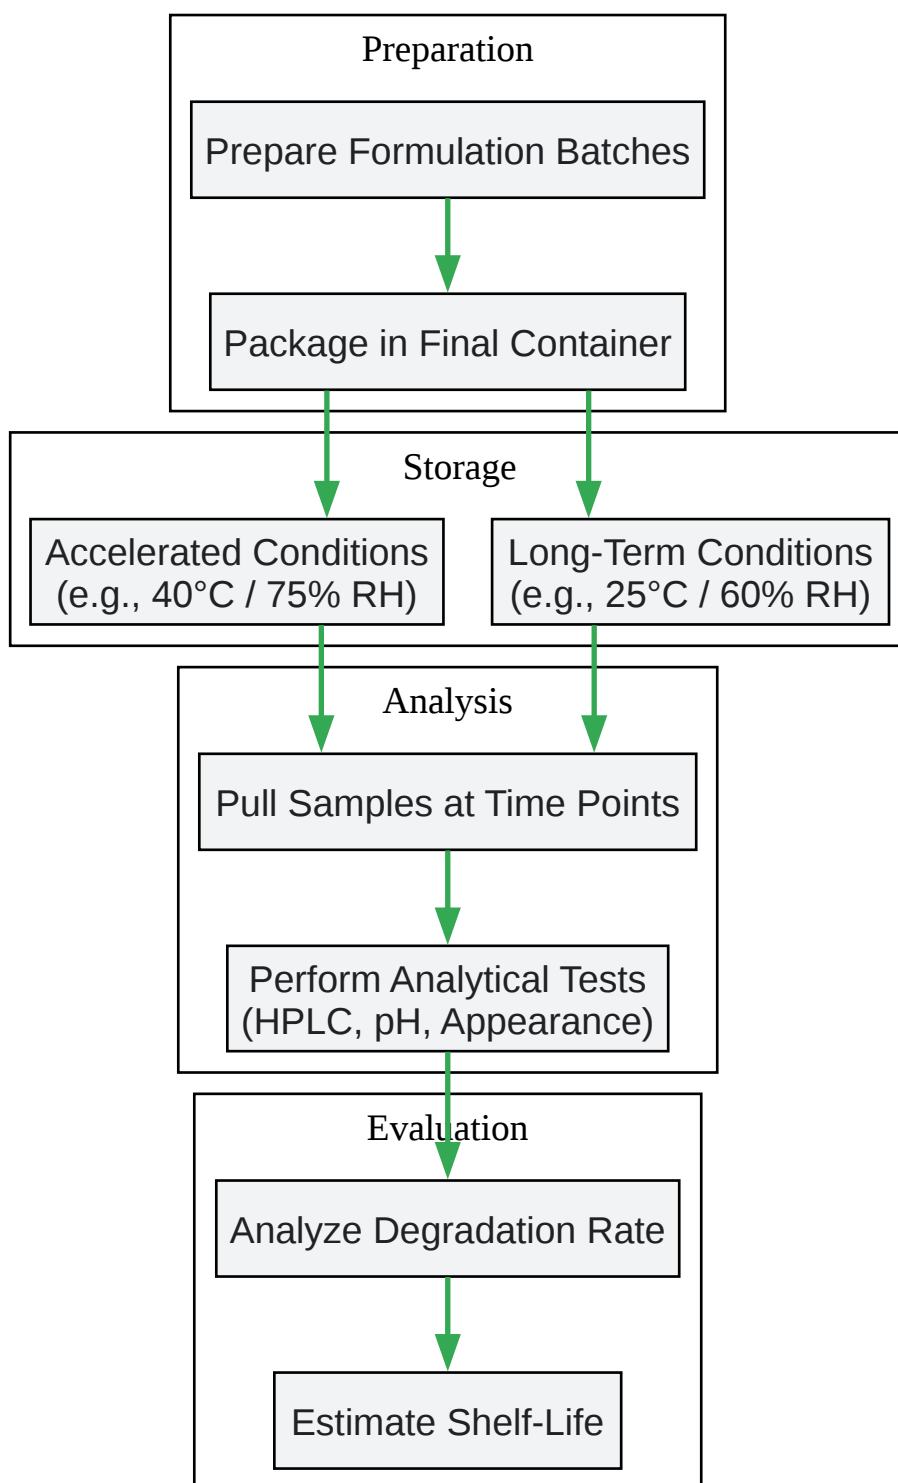 Preparation
Prepare Formulation Batches
Package in Final Container
Storage
Accelerated Conditions
(e.g., 40°C / 75% RH)
Long-Term Conditions
(e.g., 25°C / 60% RH)
Analysis
Pull Samples at Time Points
Perform Analytical Tests
(HPLC, pH, Appearance)
Evaluation
Analyze Degradation Rate
Estimate Shelf-Life